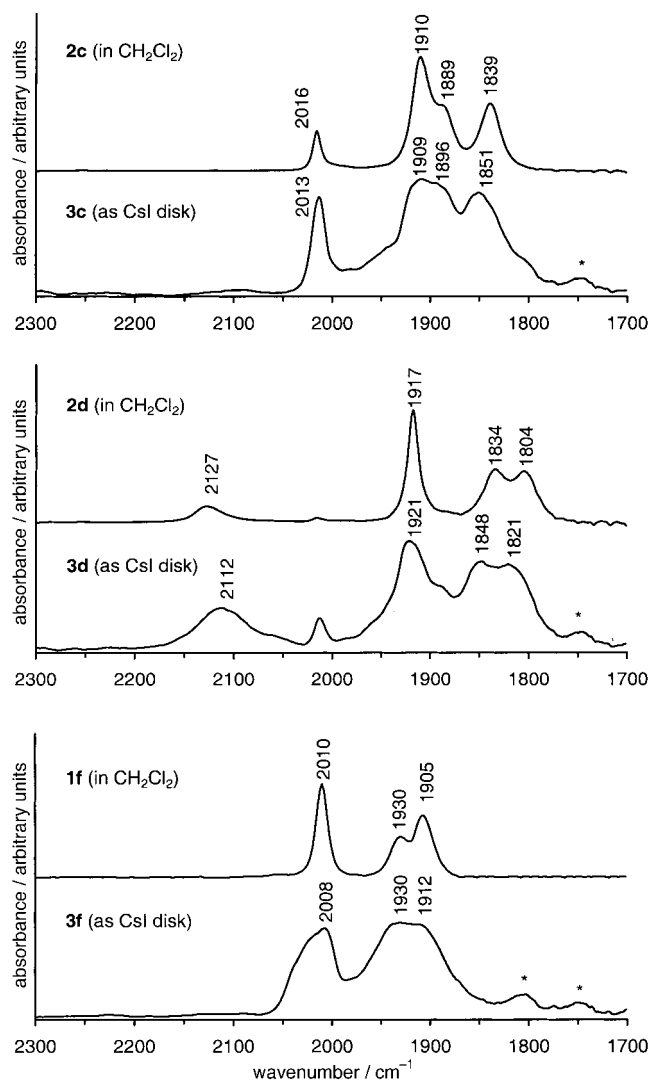 absorbance / arbitrary units
2c (in CH₂Cl₂)
2016
1910
1889
1839
3c (as CsI disk)
2013
1909
1896
1851
*
2300 2200 2100 2000 1900 1800 1700
absorbance / arbitrary units
2d (in CH₂Cl₂)
2127
1917
1834
1804
3d (as CsI disk)
2112
1921
1848
1821
*
2300 2200 2100 2000 1900 1800 1700
absorbance / arbitrary units
1f (in CH₂Cl₂)
2010
1930
1905
3f (as CsI disk)
2008
1930
1912
*
*
2300 2200 2100 2000 1900 1800 1700
wavenumber / cm⁻¹